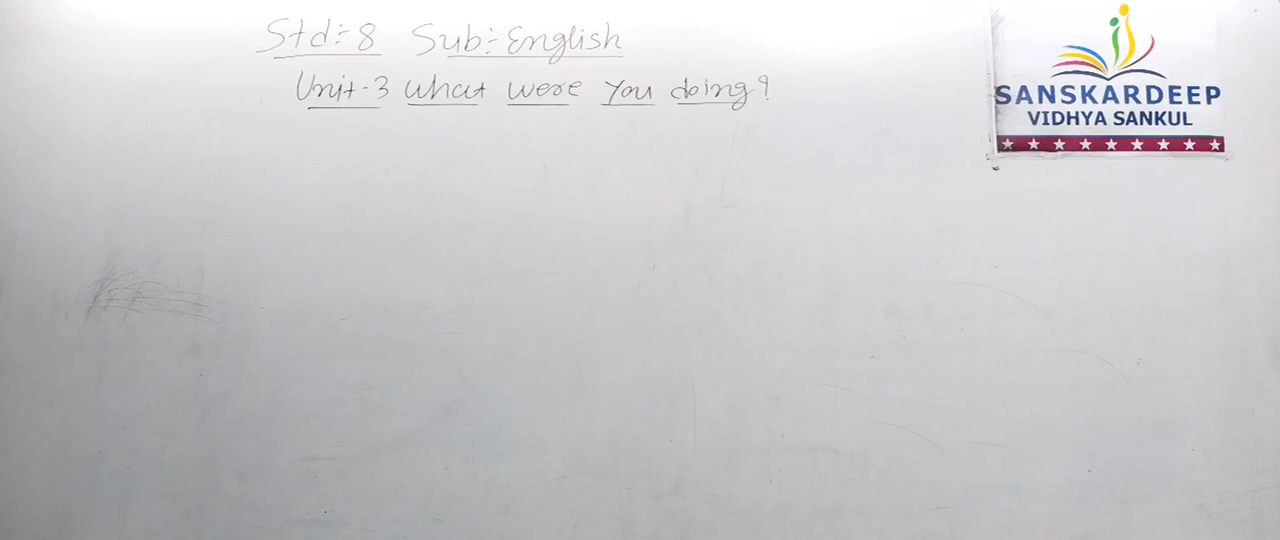 Std:-8 Sub:-English
Unit-3 What were You doing?
SANSKARDEEP
VIDHYA SANKUL